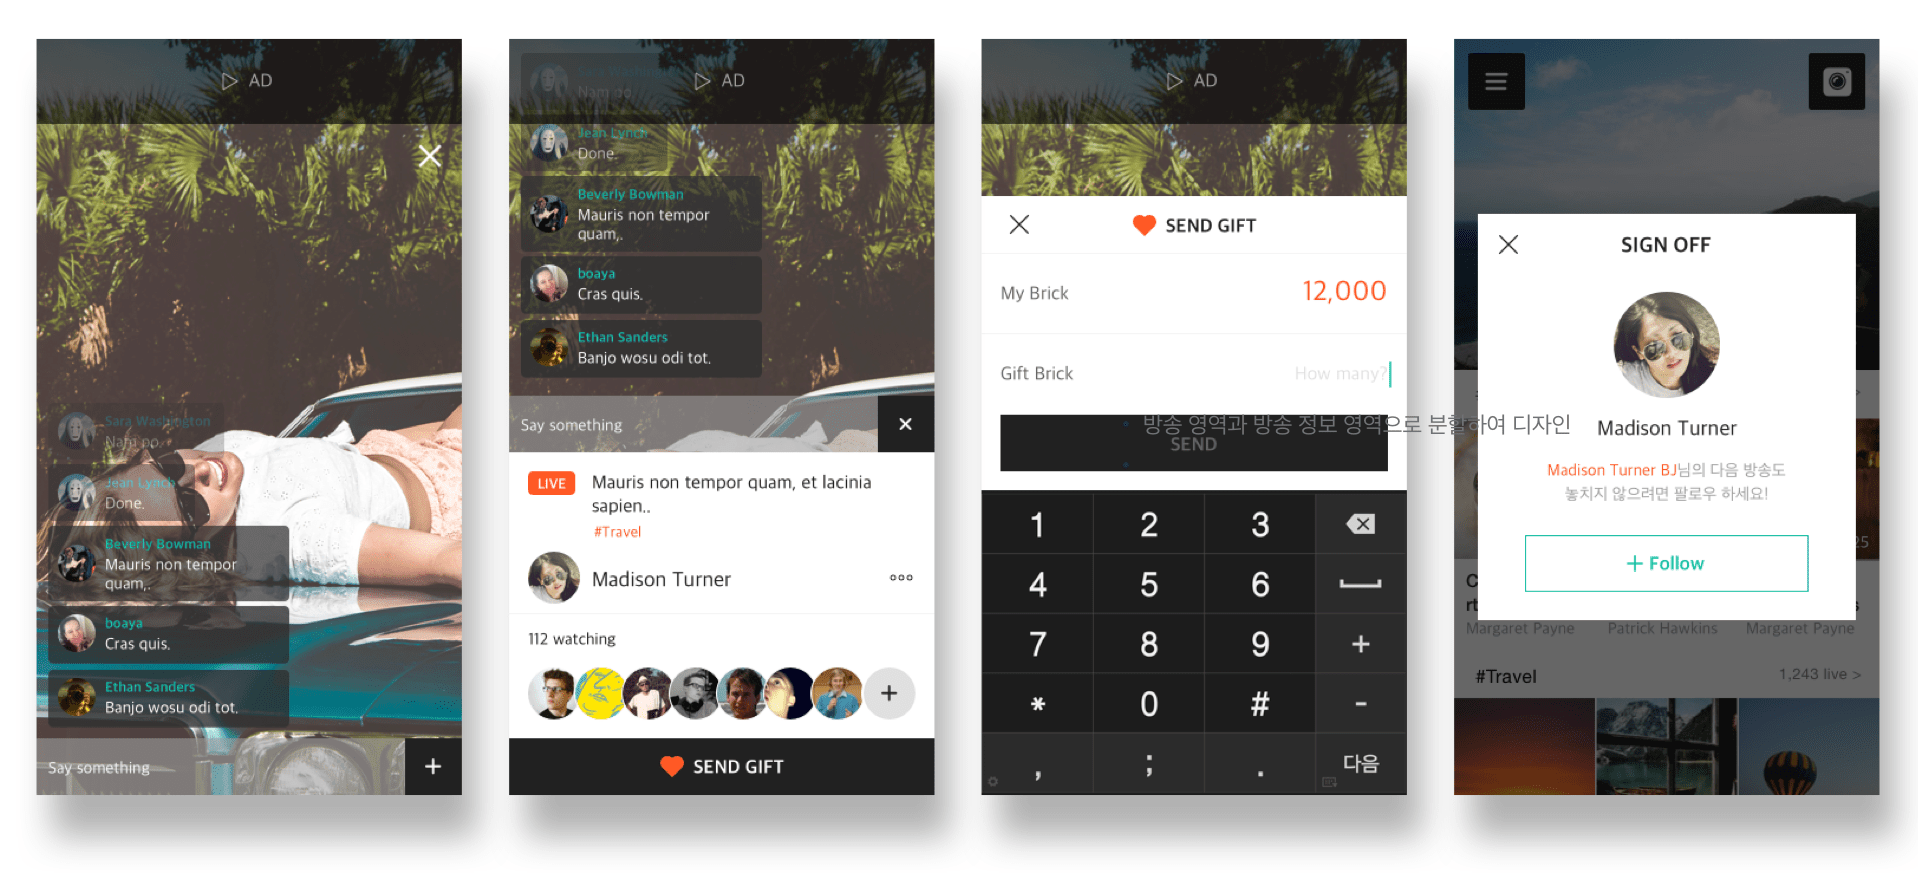 AD
Sara Washington
Nam po.
Jean Lynch
Done.
Beverly Bowman
Mauris non tempor
quam,.
boaya
Cras quis.
Ethan Sanders
Banjo wosu odi tot.
Say something
+
AD
Sara Washington
Nam po.
Jean Lynch
Done.
Beverly Bowman
Mauris non tempor
quam,.
boaya
Cras quis.
Ethan Sanders
Banjo wosu odi tot.
Say something
LIVE
Mauris non tempor quam, et lacinia
sapien..
#Travel
Madison Turner
112 watching
+
SEND GIFT
AD
SEND GIFT
My Brick 12,000
Gift Brick How many?
방송 영역과 방송 정보 영역으로 분할하여 디자인
SEND
1 2 3
4 5 6
7 8 9 +
* 0 # -
, ; . 다음
SIGN OFF
Madison Turner
Madison Turner BJ님의 다음 방송도
놓치지 않으려면 팔로우 하세요!
+ Follow
Margaret Payne Patrick Hawkins Margaret Payne
#Travel 1,243 live >